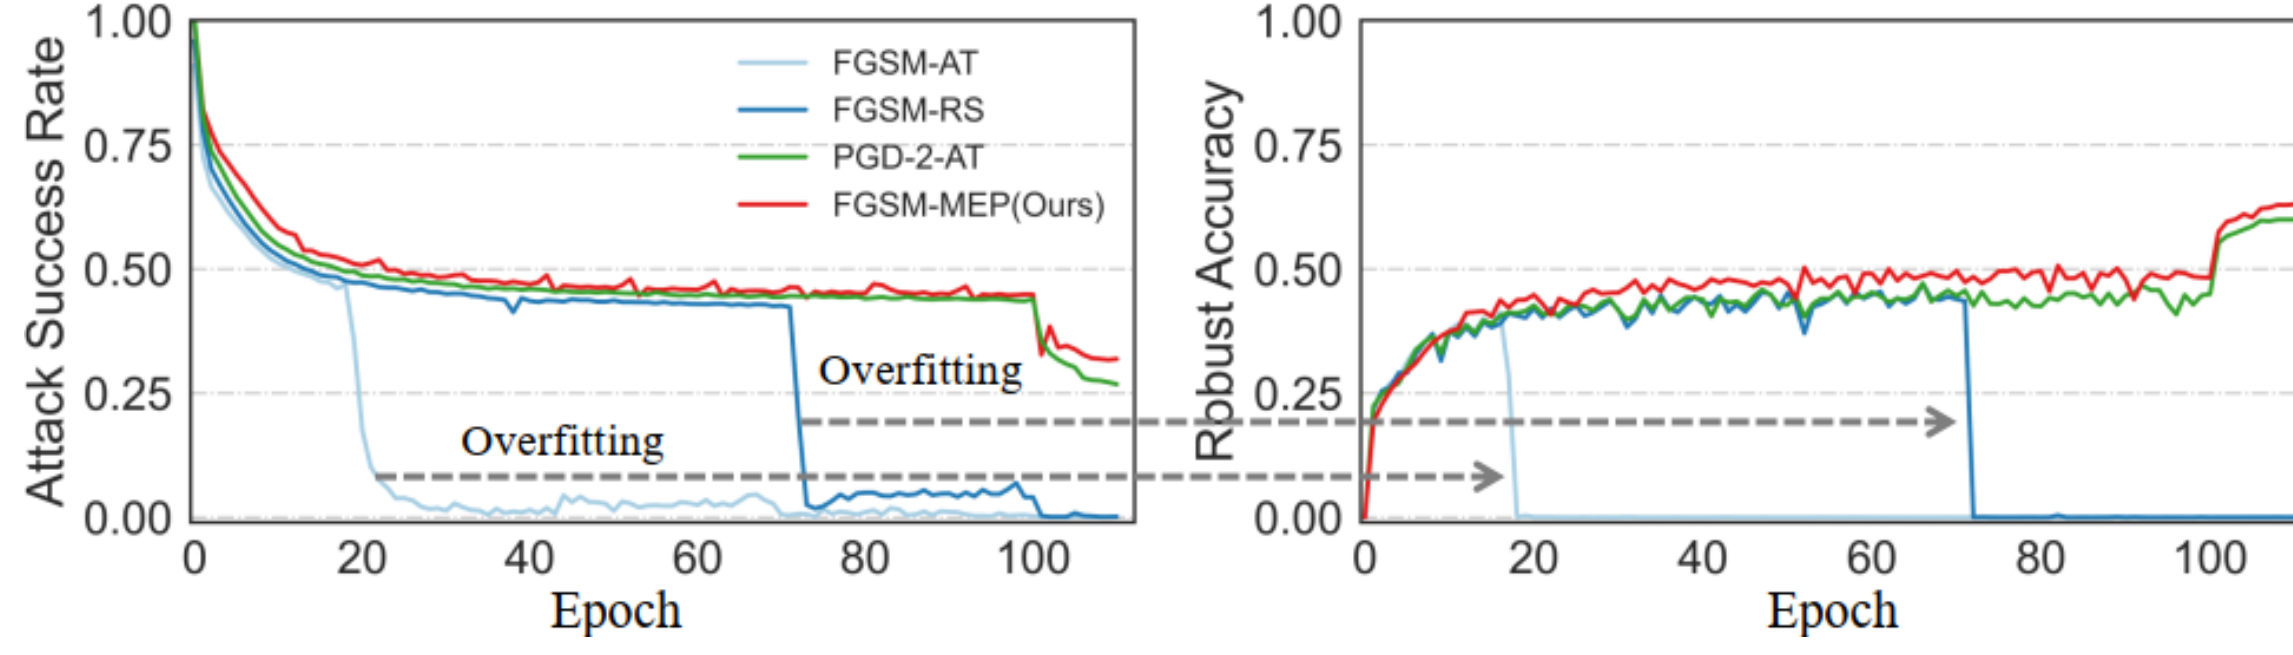 Attack Success Rate
1.00
0.75
0.50
0.25
0.00
FGSM-AT
FGSM-RS
PGD-2-AT
FGSM-MEP(Ours)
Overfitting
Overfitting
0 20 40 60 80 100
Epoch
Robust Accuracy
1.00
0.75
0.50
0.25
0.00
0 20 40 60 80 100
Epoch